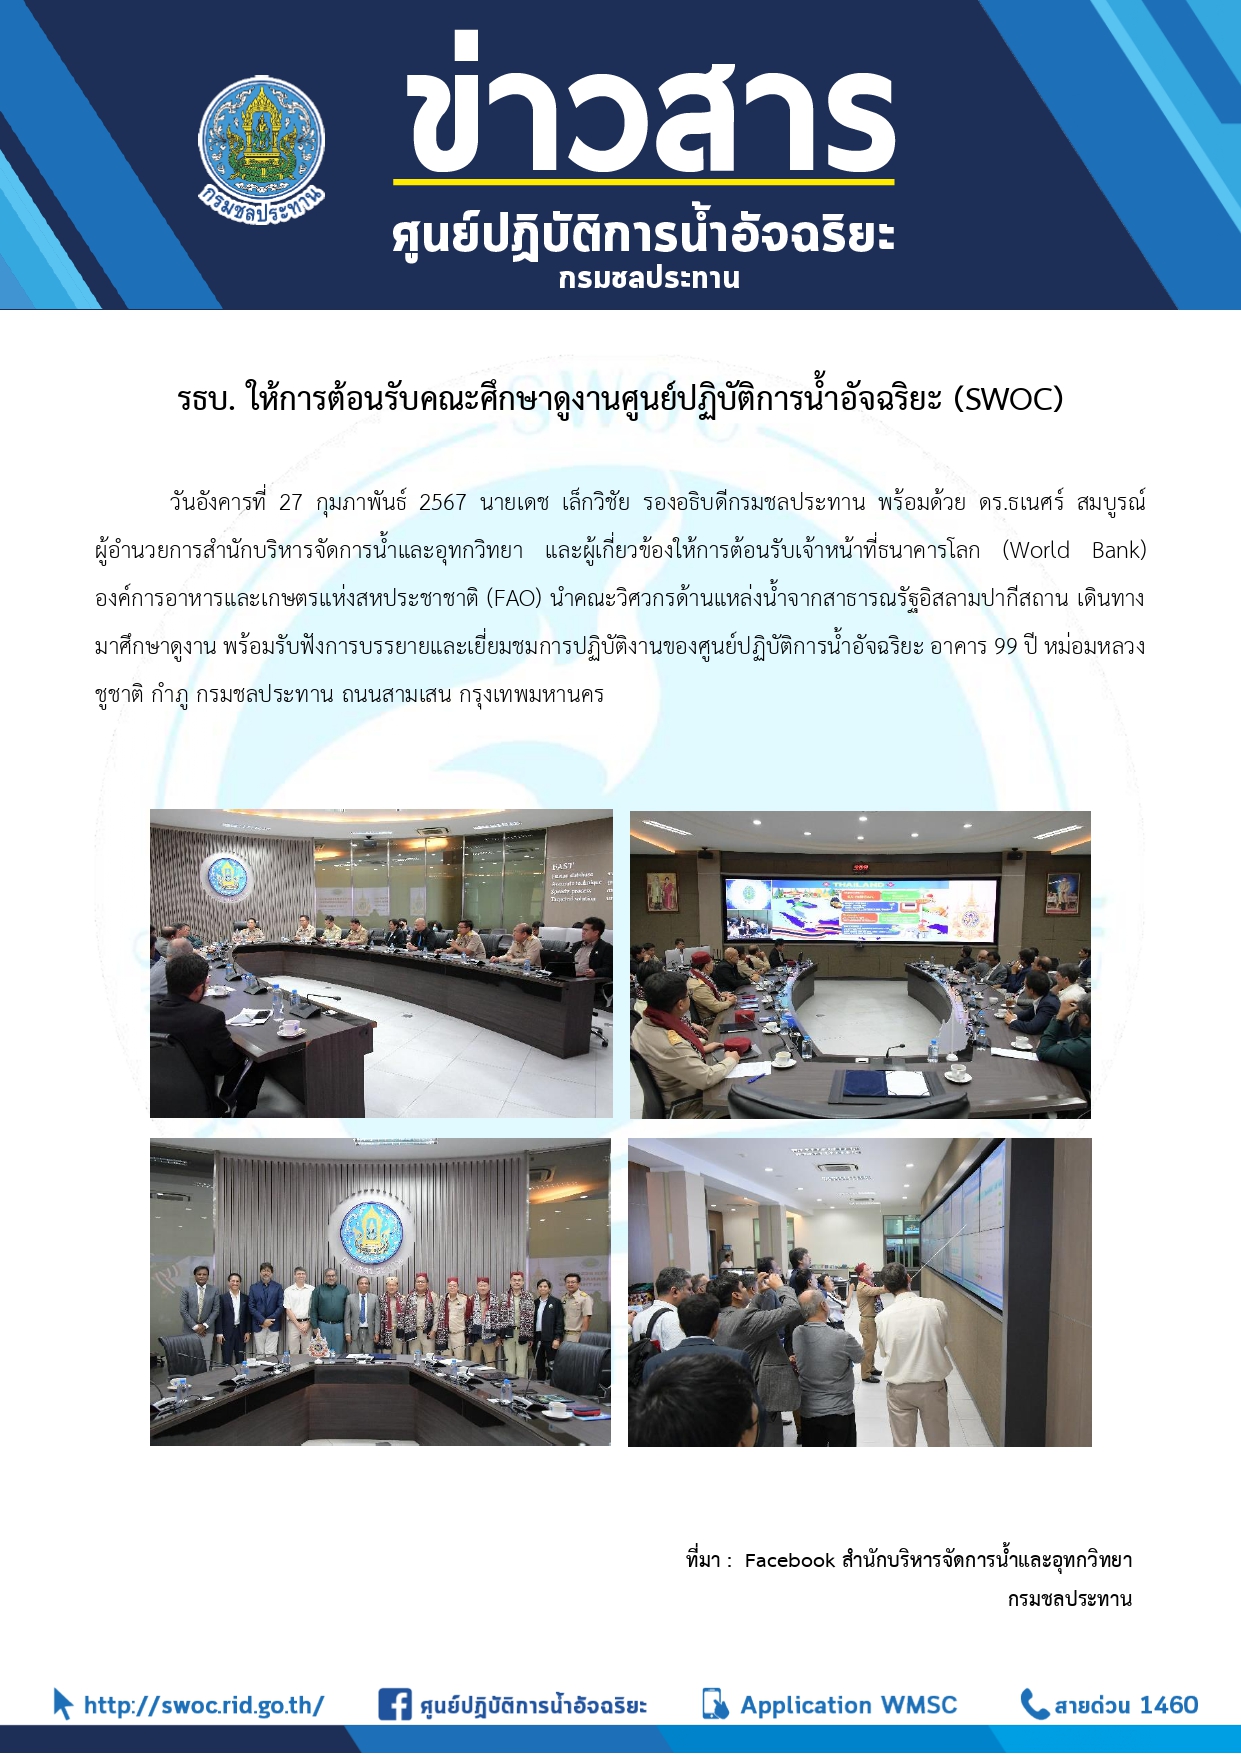 ข่าวสาร
ศูนย์ปฏิบัติการน้ำอัจฉริยะ
กรมชลประทาน
กรมชลประทาน
รธบ. ให้การต้อนรับคณะศึกษาดูงานศูนย์ปฏิบัติการน้ำอัจฉริยะ (SWOC)
วันอังคารที่ 27 กุมภาพันธ์ 2567 นายเดช เล็กวิชัย รองอธิบดีกรมชลประทาน พร้อมด้วย ดร.ธเนศร์ สมบูรณ์
ผู้อำนวยการสำนักบริหารจัดการน้ำและอุทกวิทยา และผู้เกี่ยวข้องให้การต้อนรับเจ้าหน้าที่ธนาคารโลก (World Bank)
องค์การอาหารและเกษตรแห่งสหประชาชาติ (FAO) นำคณะวิศวกรด้านแหล่งน้ำจากสาธารณรัฐอิสลามปากีสถาน เดินทาง
มาศึกษาดูงาน พร้อมรับฟังการบรรยายและเยี่ยมชมการปฏิบัติงานของศูนย์ปฏิบัติการน้ำอัจฉริยะ อาคาร 99 ปี หม่อมหลวง
ชูชาติ กำภู กรมชลประทาน ถนนสามเสน กรุงเทพมหานคร
SWOC
FAST
THAILAND
ที่มา : Facebook สำนักบริหารจัดการน้ำและอุทกวิทยา
กรมชลประทาน
http://swoc.rid.go.th/
ศูนย์ปฏิบัติการน้ำอัจฉริยะ
Application WMSC
สายด่วน 1460